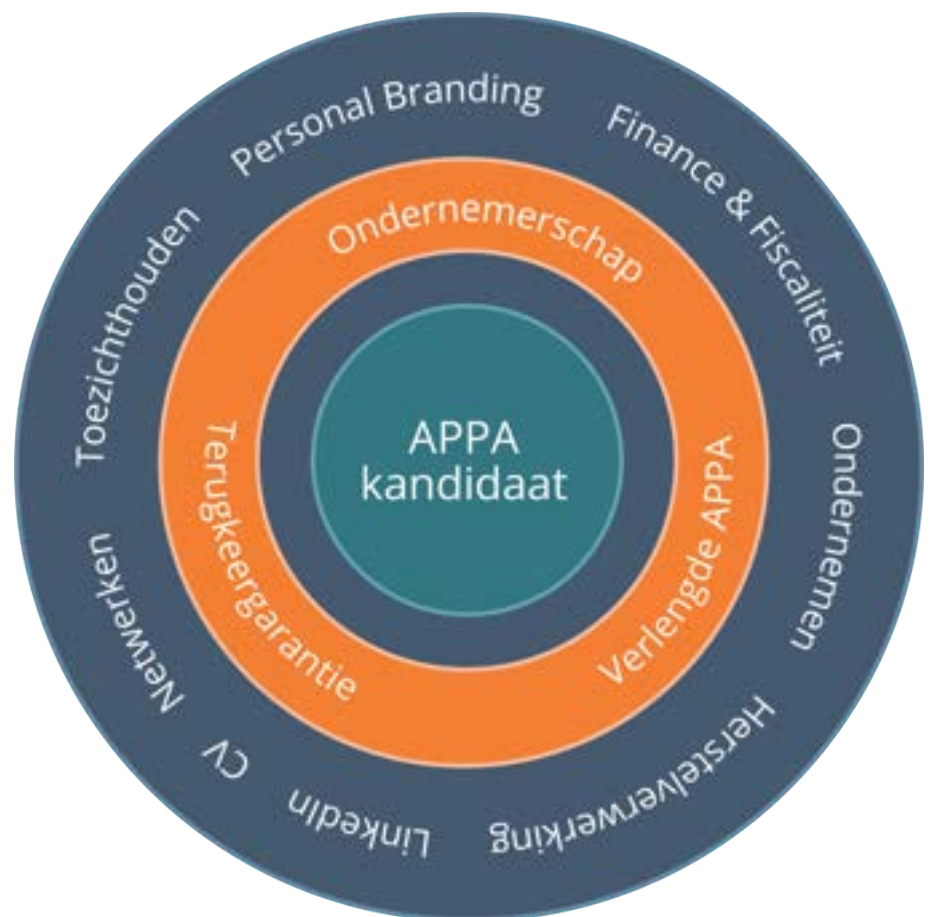 Personal Branding
Finance & Fiscaliteit
Ondernemen
Herstelverwerking
LinkedIn
CV
Netwerken
Toezichthouden
Ondernemerschap
Verlengde APPA
Terugkeergarantie
APPA
kandidaat